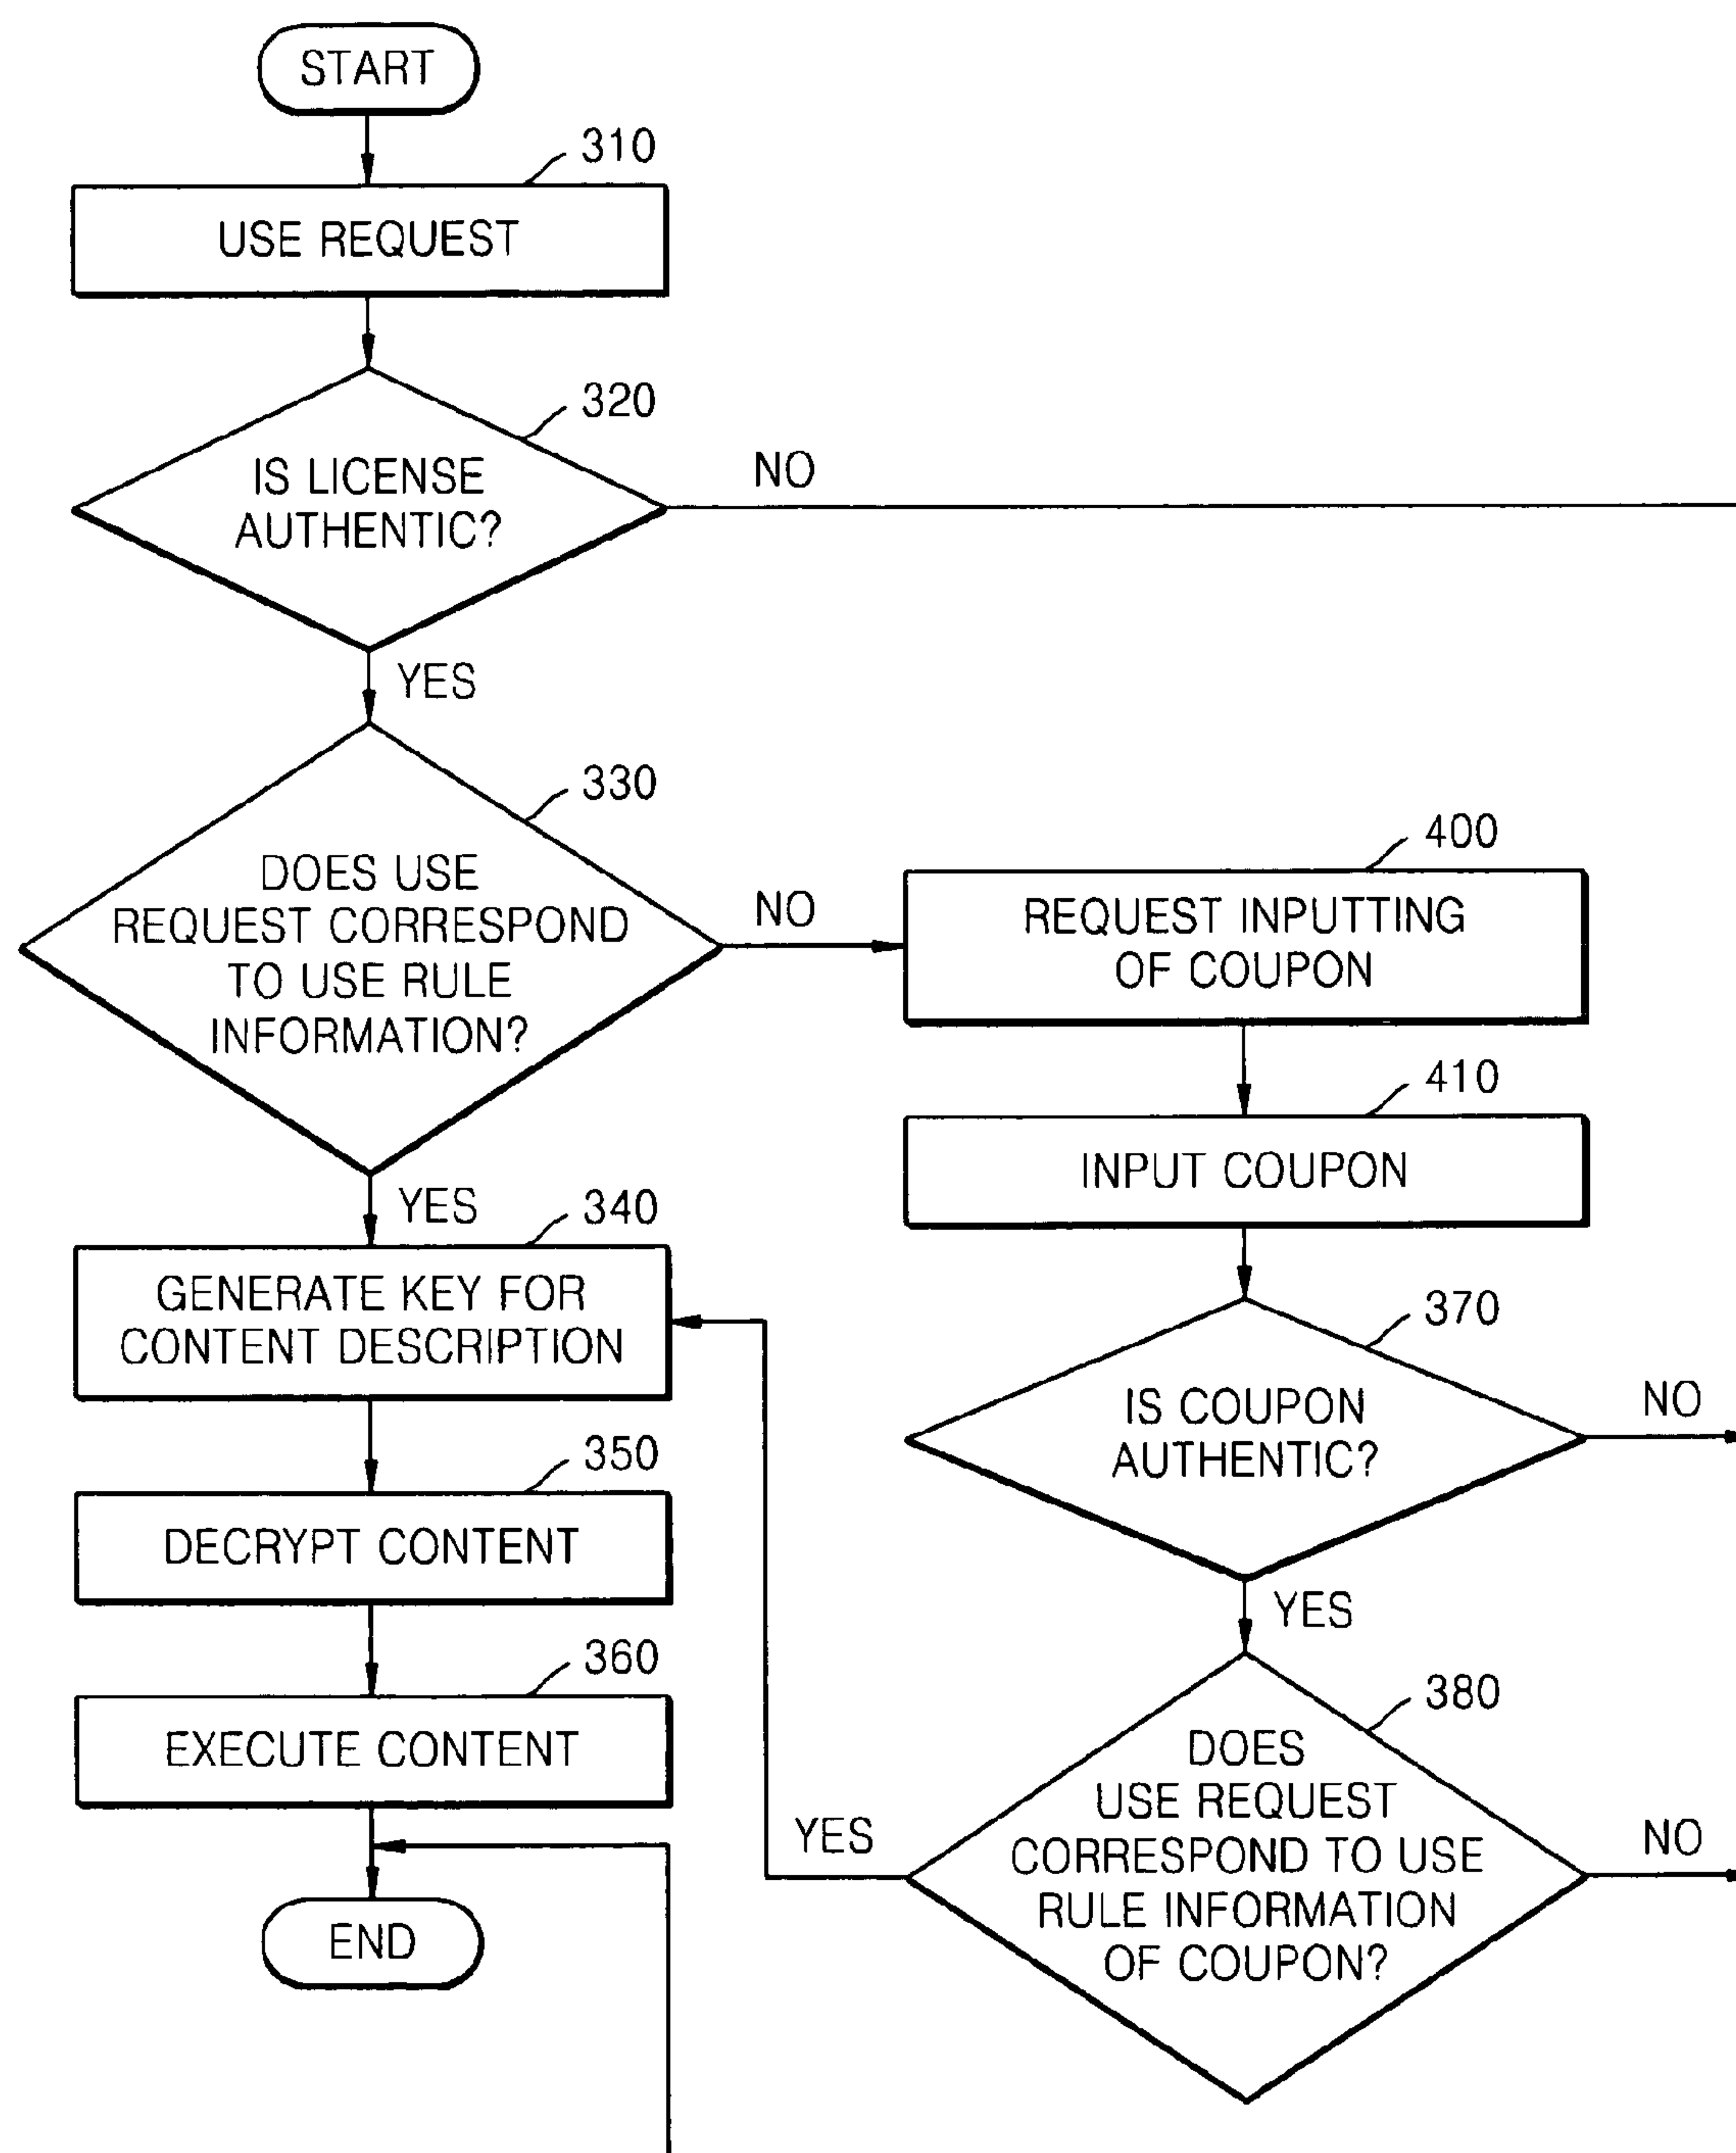 START
310
USE REQUEST
320
IS LICENSE
AUTHENTIC?
NO
YES
330
DOES USE
REQUEST CORRESPOND
TO USE RULE
INFORMATION?
NO
YES
400
REQUEST INPUTTING
OF COUPON
410
INPUT COUPON
340
GENERATE KEY FOR
CONTENT DESCRIPTION
370
IS COUPON
AUTHENTIC?
NO
YES
350
DECRYPT CONTENT
360
EXECUTE CONTENT
380
DOES
USE REQUEST
CORRESPOND TO USE
RULE INFORMATION
OF COUPON?
YES
NO
END